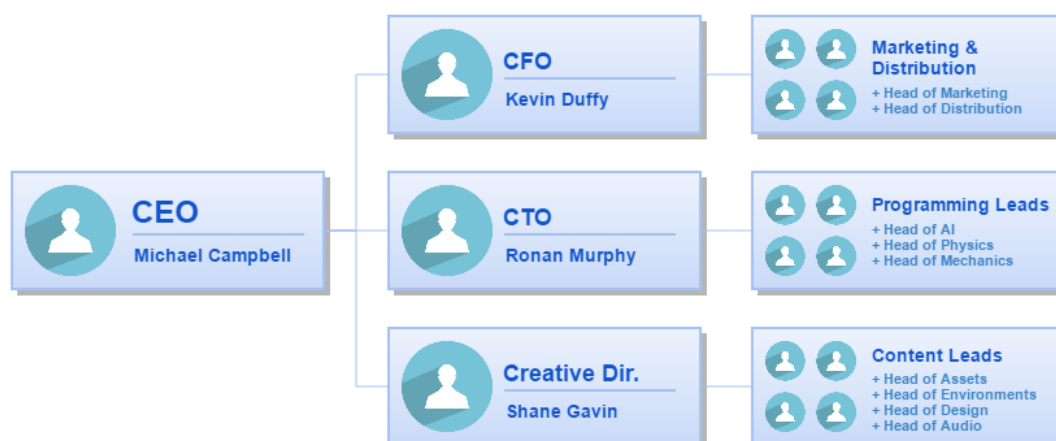 CEO
Michael Campbell
CFO
Kevin Duffy
Marketing &
Distribution
+ Head of Marketing
+ Head of Distribution
CTO
Ronan Murphy
Programming Leads
+ Head of AI
+ Head of Physics
+ Head of Mechanics
Creative Dir.
Shane Gavin
Content Leads
+ Head of Assets
+ Head of Environments
+ Head of Design
+ Head of Audio